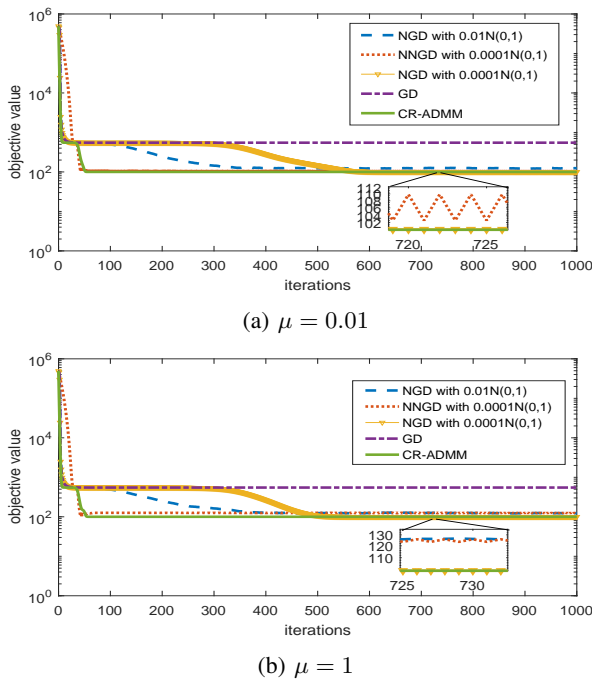 10^6
10^4
10^2
10^0
objective value
NGD with 0.01N(0,1)
NNGD with 0.0001N(0,1)
NGD with 0.0001N(0,1)
GD
CR-ADMM
112
110
108
106
104
102
720 725
0 100 200 300 400 500 600 700 800 900 1000
iterations
(a) μ = 0.01
10^6
10^4
10^2
10^0
objective value
NGD with 0.01N(0,1)
NNGD with 0.0001N(0,1)
NGD with 0.0001N(0,1)
GD
CR-ADMM
130
120
110
725 730
0 100 200 300 400 500 600 700 800 900 1000
iterations
(b) μ = 1